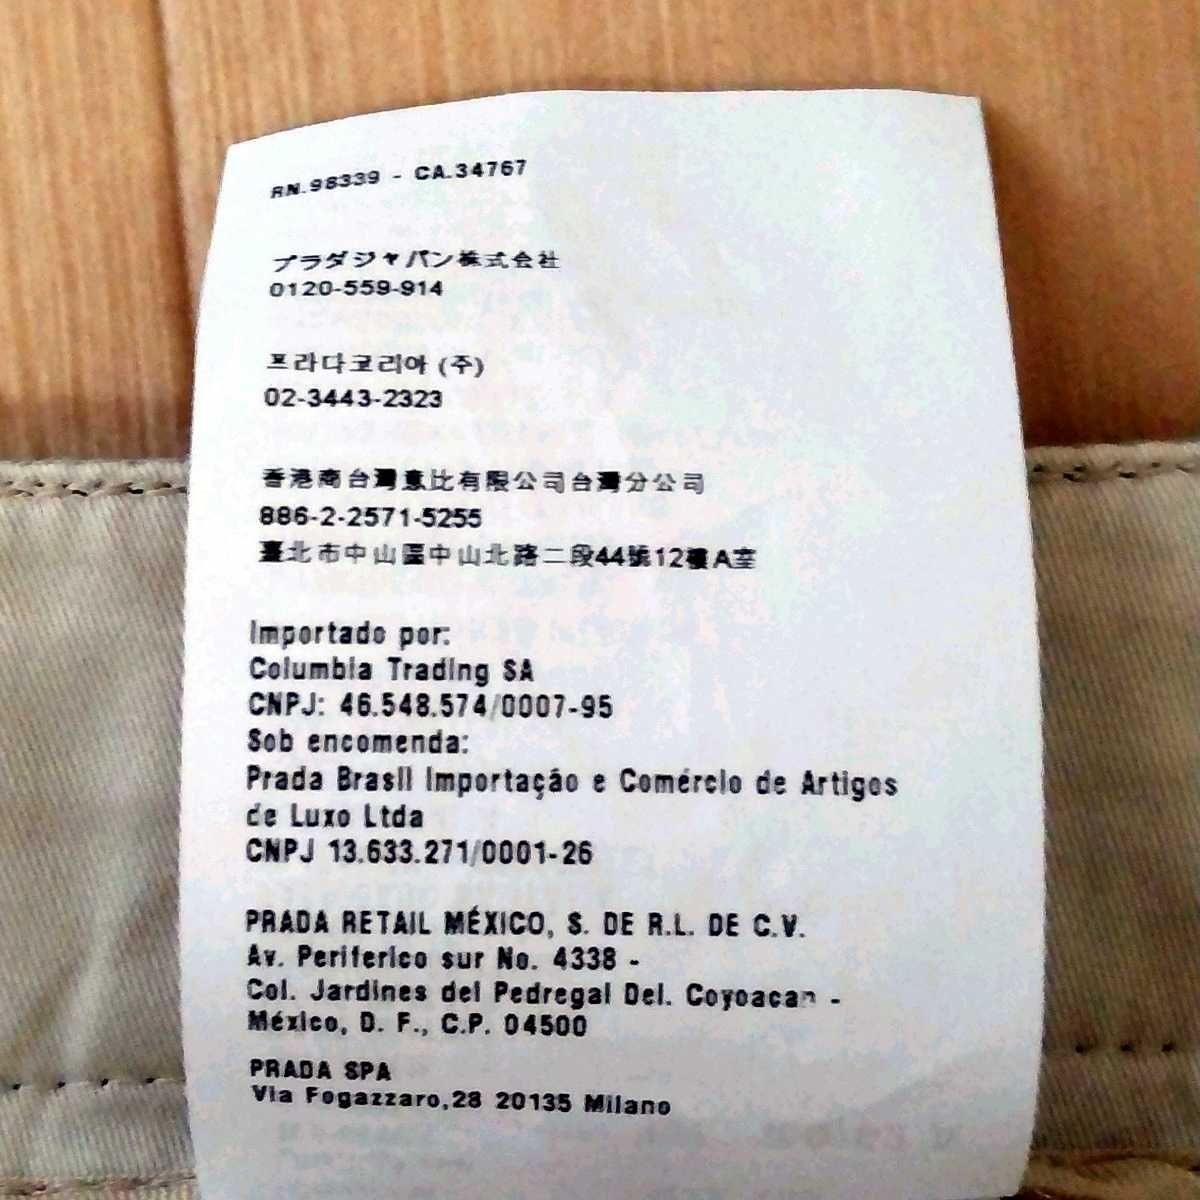 RN.98339 - CA.34767
プラダジャパン株式会社
0120-559-914
프라다코리아 (주)
02-3443-2323
香港商台灣意比有限公司台灣分公司
886-2-2571-5255
臺北市中山區中山北路二段44號12樓A室
Importado por:
Columbia Trading SA
CNPJ: 46.548.574/0007-95
Sob encomenda:
Prada Brasil Importação e Comércio de Artigos
de Luxo Ltda
CNPJ 13.633.271/0001-26
PRADA RETAIL MÉXICO, S. DE R.L. DE C.V.
Av. Periferico sur No. 4338 -
Col. Jardines del Pedregal Del. Coyoacan -
México, D. F., C.P. 04500
PRADA SPA
Via Fogazzaro,28 20135 Milano